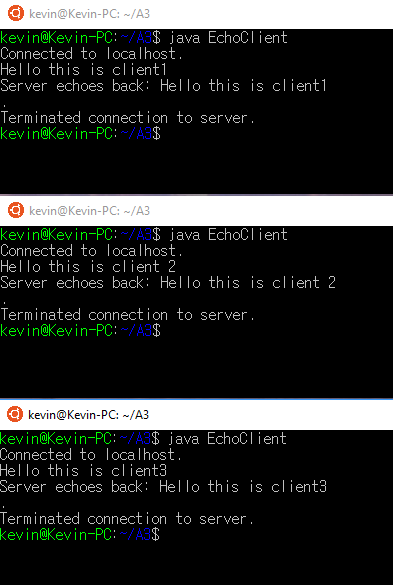 kevin@Kevin-PC: ~/A3
kevin@Kevin-PC:~/A3$ java EchoClient
Connected to localhost.
Hello this is client1
Server echoes back: Hello this is client1
.
Terminated connection to server.
kevin@Kevin-PC:~/A3$
kevin@Kevin-PC: ~/A3
kevin@Kevin-PC:~/A3$ java EchoClient
Connected to localhost.
Hello this is client 2
Server echoes back: Hello this is client 2
.
Terminated connection to server.
kevin@Kevin-PC:~/A3$
kevin@Kevin-PC: ~/A3
kevin@Kevin-PC:~/A3$ java EchoClient
Connected to localhost.
Hello this is client3
Server echoes back: Hello this is client3
.
Terminated connection to server.
kevin@Kevin-PC:~/A3$